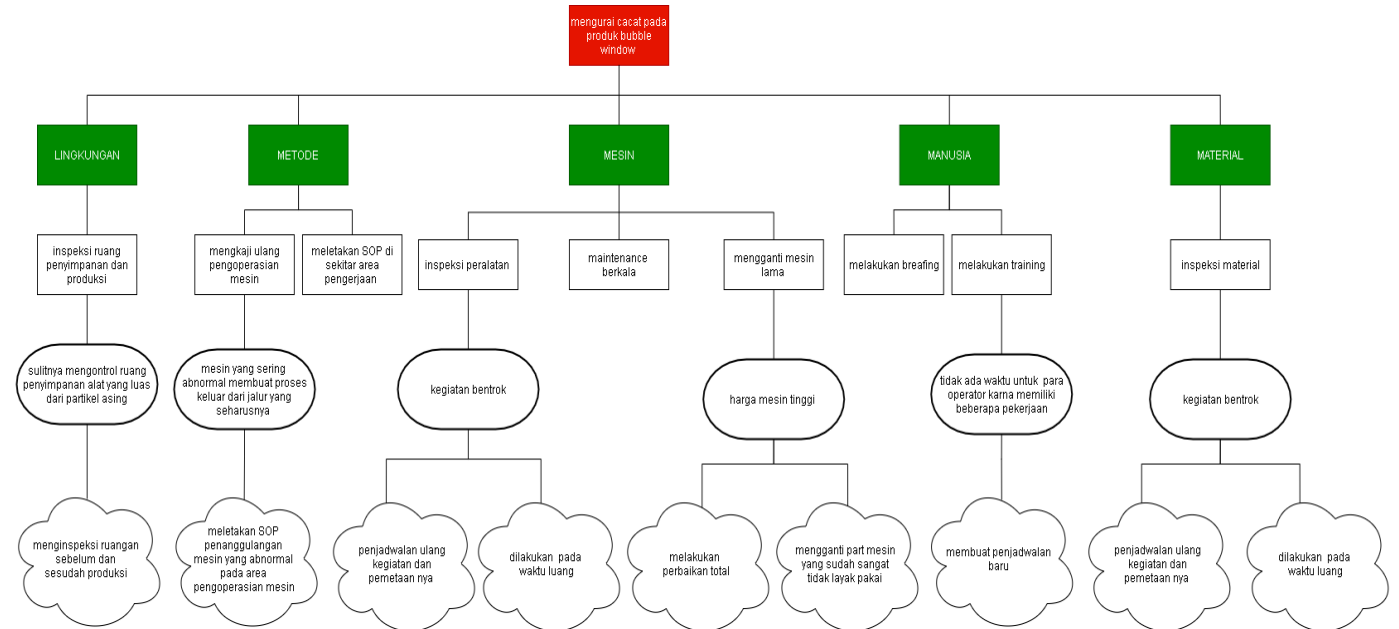 mengurai cacat pada
produk bubble
window
LINGKUNGAN
METODE
MESIN
MANUSIA
MATERIAL
inspeksi ruang
penyimpanan dan
produksi
mengkaji ulang
pengoperasian
mesin
meletakan SOP di
sekitar area
pengerjaan
inspeksi peralatan
maintenance
berkala
mengganti mesin
lama
melakukan breafing
melakukan training
inspeksi material
sulitnya mengontrol ruang
penyimpanan alat yang luas
dari partikel asing
mesin yang sering
abnormal membuat proses
keluar dari jalur yang
seharusnya
kegiatan bentrok
harga mesin tinggi
tidak ada waktu untuk para
operator karna memiliki
beberapa pekerjaan
kegiatan bentrok
menginspeksi ruangan
sebelum dan
sesudah produksi
meletakan SOP
penanggulangan
mesin yang abnormal
pada area
pengoperasian mesin
penjadwalan ulang
kegiatan dan
pemetaan nya
dilakukan pada
waktu luang
melakukan
perbaikan total
mengganti part mesin
yang sudah sangat
tidak layak pakai
membuat penjadwalan
baru
penjadwalan ulang
kegiatan dan
pemetaan nya
dilakukan pada
waktu luang